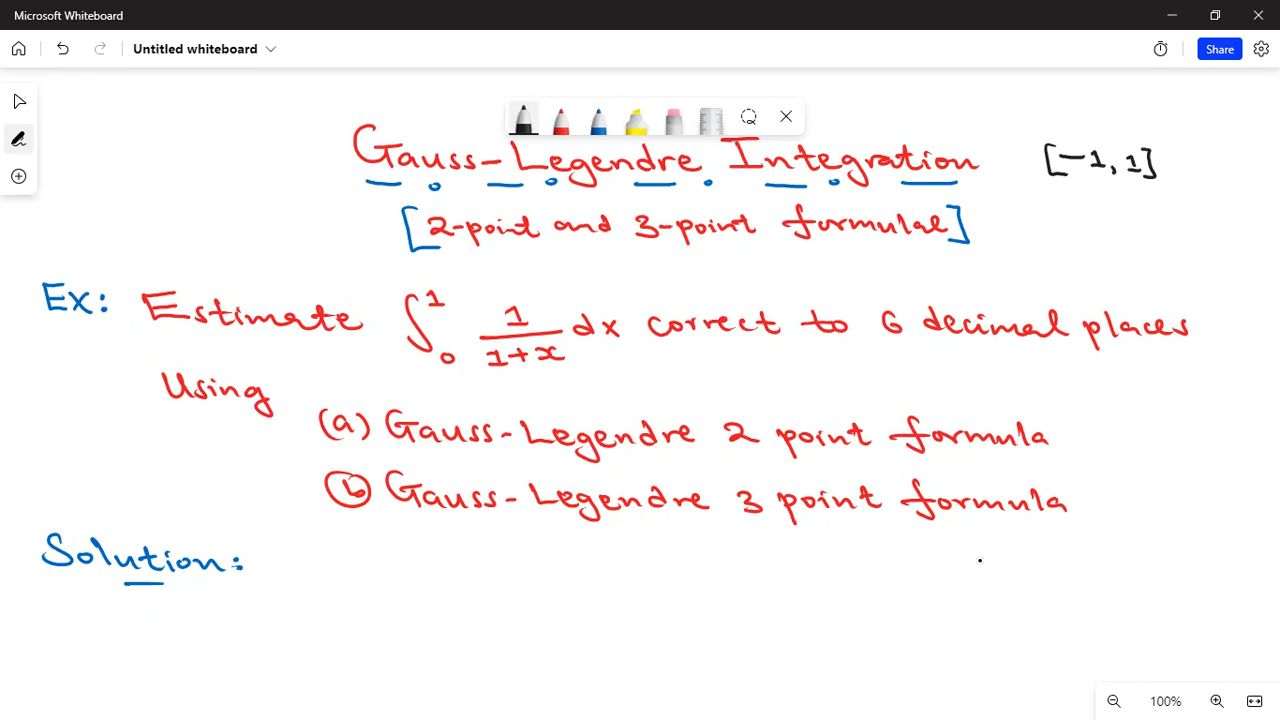 Microsoft Whiteboard
Untitled whiteboard
Share
Gauss-Legendre Integration [-1, 1]
[2-point and 3-point formulae]
Ex: Estimate ∫₀¹ 1/(1+x) dx correct to 6 decimal places
Using
(a) Gauss-Legendre 2 point formula
(b) Gauss-Legendre 3 point formula
Solution:
100%